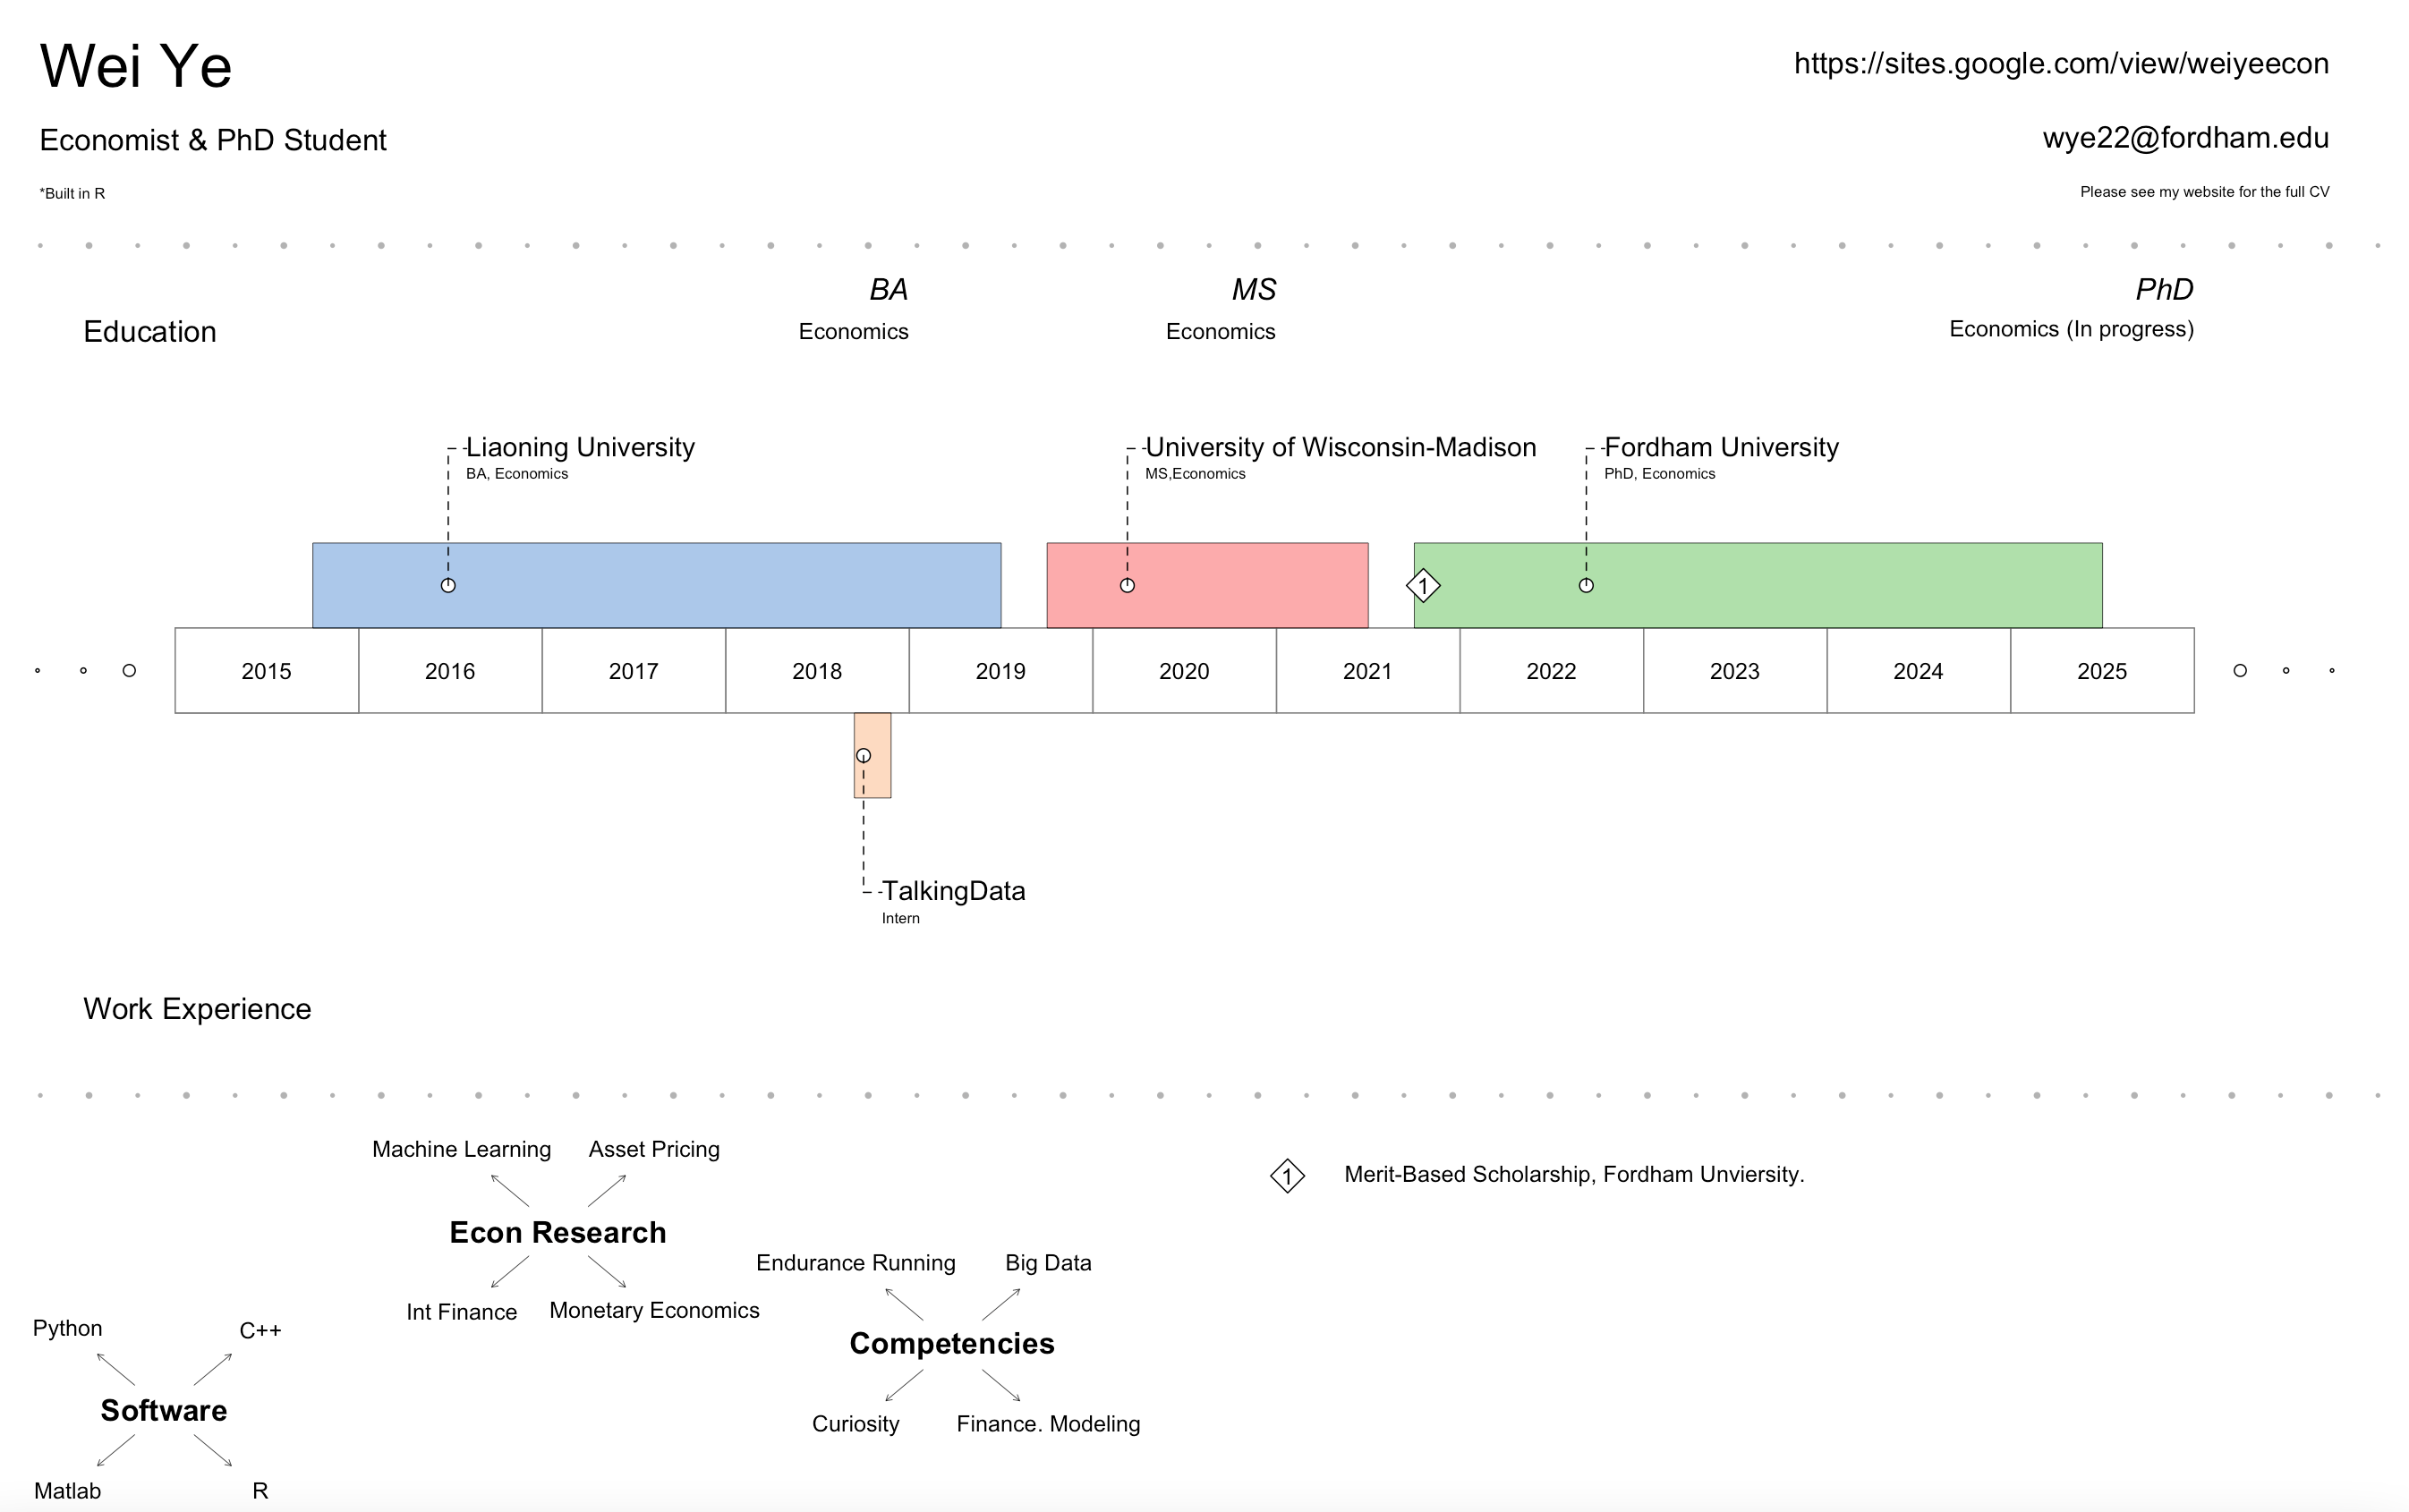 Wei Ye
https://sites.google.com/view/weiyeecon
Economist & PhD Student
wye22@fordham.edu
*Built in R
Please see my website for the full CV
BA
MS
PhD
Education
Economics
Economics
Economics (In progress)
Liaoning University
BA, Economics
University of Wisconsin-Madison
MS,Economics
Fordham University
PhD, Economics
1
2015
2016
2017
2018
2019
2020
2021
2022
2023
2024
2025
TalkingData
Intern
Work Experience
Machine Learning
Asset Pricing
Econ Research
Int Finance
Monetary Economics
1
Merit-Based Scholarship, Fordham Unviersity.
Endurance Running
Big Data
Competencies
Curiosity
Finance. Modeling
Python
C++
Software
Matlab
R